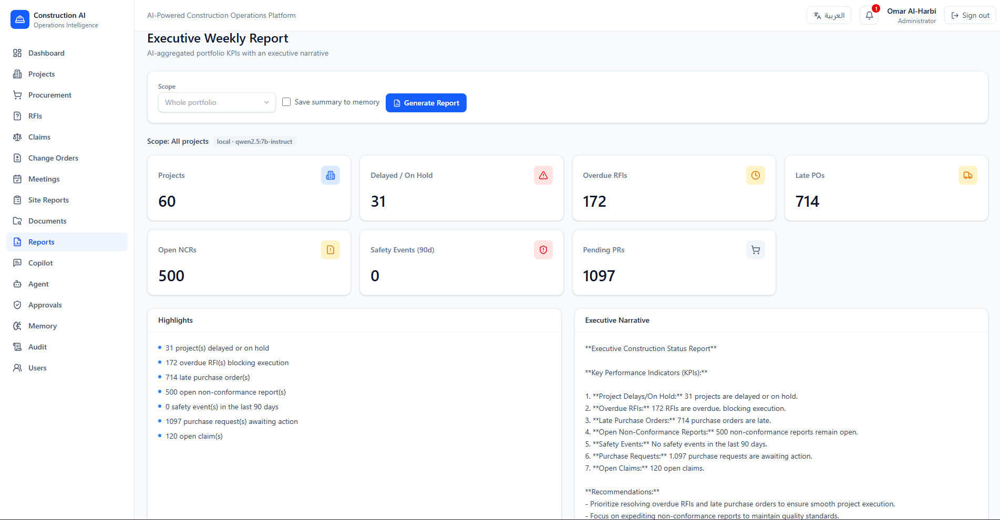 Construction AI
Operations Intelligence
Dashboard
Projects
Procurement
RFIs
Claims
Change Orders
Meetings
Site Reports
Documents
Reports
Copilot
Agent
Approvals
Memory
Audit
Users
AI-Powered Construction Operations Platform
العربية
1
Omar Al-Harbi
Administrator
Sign out
Executive Weekly Report
AI-aggregated portfolio KPIs with an executive narrative
Scope
Whole portfolio
Save summary to memory
Generate Report
Scope: All projects
local · qwen2.5:7b-instruct
Projects
60
Delayed / On Hold
31
Overdue RFIs
172
Late POs
714
Open NCRs
500
Safety Events (90d)
0
Pending PRs
1097
Highlights
31 project(s) delayed or on hold
172 overdue RFI(s) blocking execution
714 late purchase order(s)
500 open non-conformance report(s)
0 safety event(s) in the last 90 days
1097 purchase request(s) awaiting action
120 open claim(s)
Executive Narrative
**Executive Construction Status Report**
**Key Performance Indicators (KPIs):**
1. **Project Delays/On Hold:** 31 projects are delayed or on hold.
2. **Overdue RFIs:** 172 RFIs are overdue, blocking execution.
3. **Late Purchase Orders:** 714 purchase orders are late.
4. **Open Non-Conformance Reports:** 500 non-conformance reports remain open.
5. **Safety Events:** No safety events in the last 90 days.
6. **Purchase Requests:** 1,097 purchase requests are awaiting action.
7. **Open Claims:** 120 open claims.
**Recommendations:**
- Prioritize resolving overdue RFIs and late purchase orders to ensure smooth project execution.
- Focus on expediting non-conformance reports to maintain quality standards.